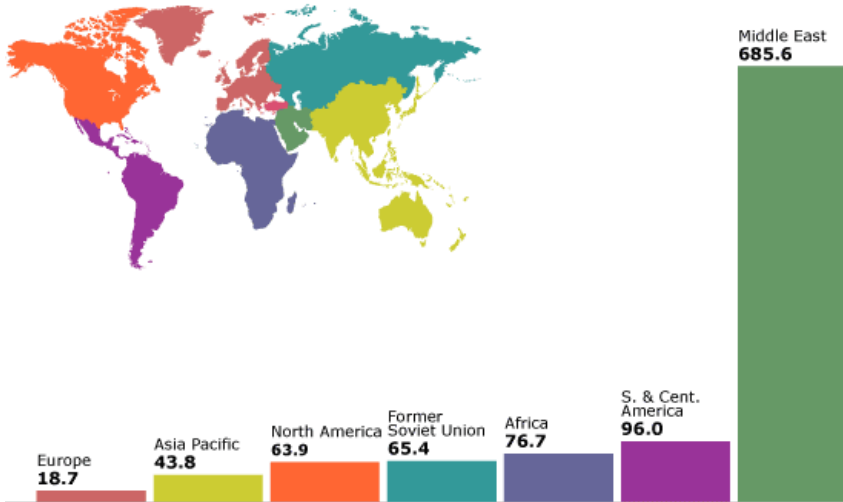 Middle East
685.6
S. & Cent.
America
96.0
Africa
76.7
Former
Soviet Union
65.4
North America
63.9
Asia Pacific
43.8
Europe
18.7